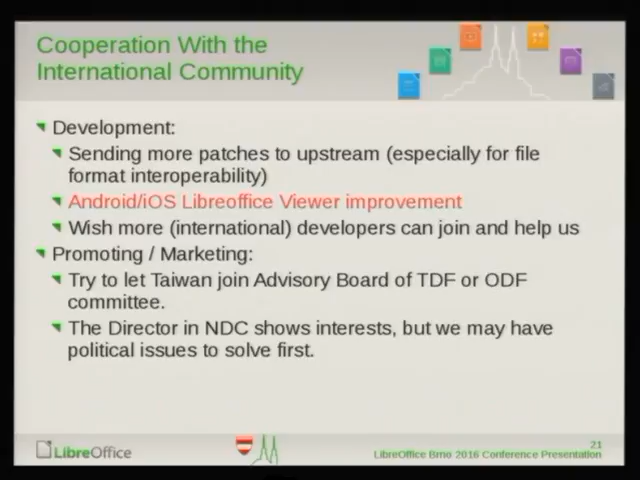 Cooperation With the
International Community
Development:
Sending more patches to upstream (especially for file
format interoperability)
Android/iOS Libreoffice Viewer improvement
Wish more (international) developers can join and help us
Promoting / Marketing:
Try to let Taiwan join Advisory Board of TDF or ODF
committee.
The Director in NDC shows interests, but we may have
political issues to solve first.
LibreOffice
21
LibreOffice Brno 2016 Conference Presentation